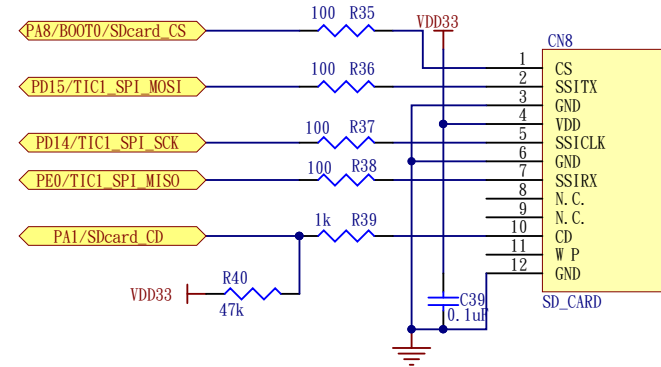 PA8/BOOT0/SDcard_CS
100 R35
VDD33
CN8
PD15/TIC1_SPI_MOSI
100 R36
PD14/TIC1_SPI_SCK
100 R37
PE0/TIC1_SPI_MISO
100 R38
PA1/SDcard_CD
1k R39
1 CS
2 SSITX
3 GND
4 VDD
5 SSICLK
6 GND
7 SSIRX
8 N.C.
9 N.C.
10 CD
11 WP
12 GND
VDD33
R40
47k
C39
0.1uF
SD_CARD